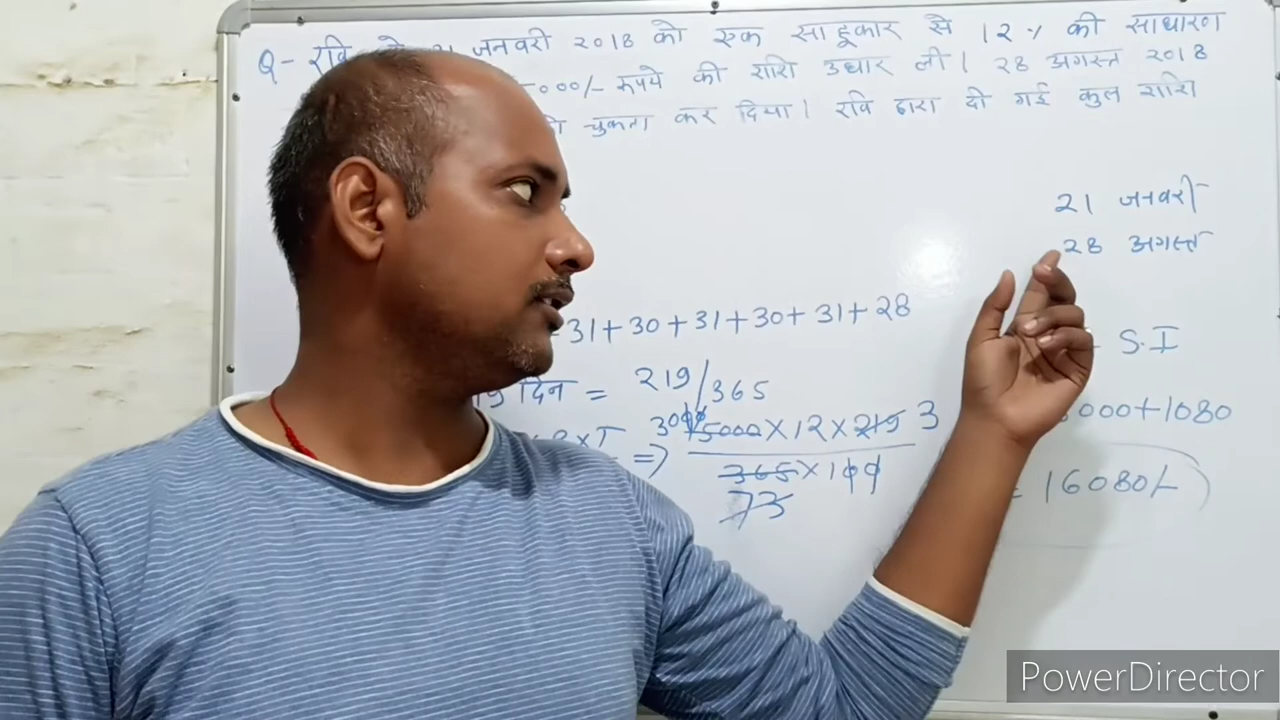 Q- रवि 21 जनवरी 2018 को एक साहूकार से 12% की साधारण
5000/- रूपये की राशि उधार ली। 28 अगस्त 2018
चुकता कर दिया। रवि द्वारा दी गई कुल राशि
21 जनवरी
28 अगस्त
31+30+31+30+31+28
दिन = 219/365
S.I
3000 15000×12×219 3
=>
365×100
73
000+1080
= 16080/-
PowerDirector